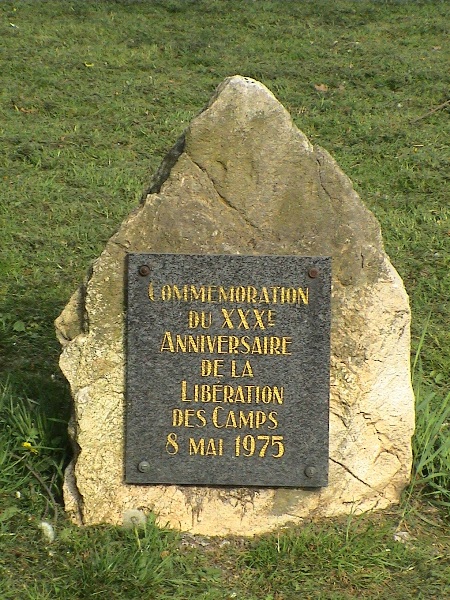 COMMEMORATION
DU XXXE
ANNIVERSAIRE
DE LA
LIBÉRATION
DES CAMPS
8 MAI 1975